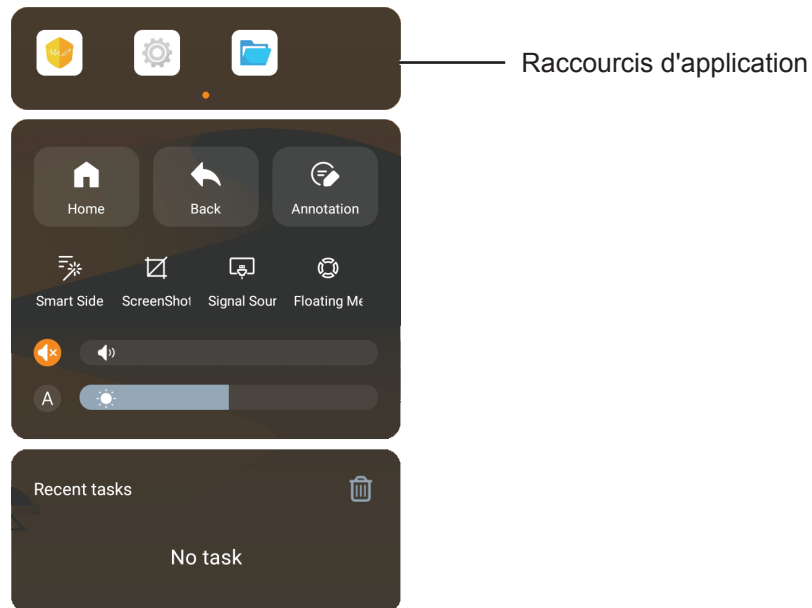 Raccourcis d'application
Home
Back
Annotation
Smart Side
ScreenShot
Signal Sour
Floating Me
A
Recent tasks
No task